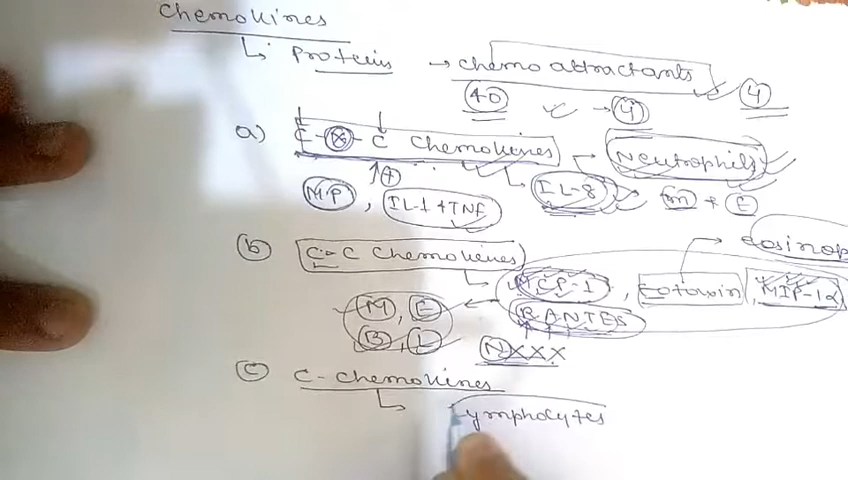 Chemokines
↳ Proteins → chemoattractants
40 → 4 4
a) C-X-C Chemokines → Neutrophils
↑+ ↳ IL-8
MP, IL-1 + TNF + E
b) C-C Chemokines eosinop
↳ MCP-1, eotaxin, MIP-1α
M, E ← RANTES
B, L NXXX
c) C-chemokines
↳ Lymphocytes